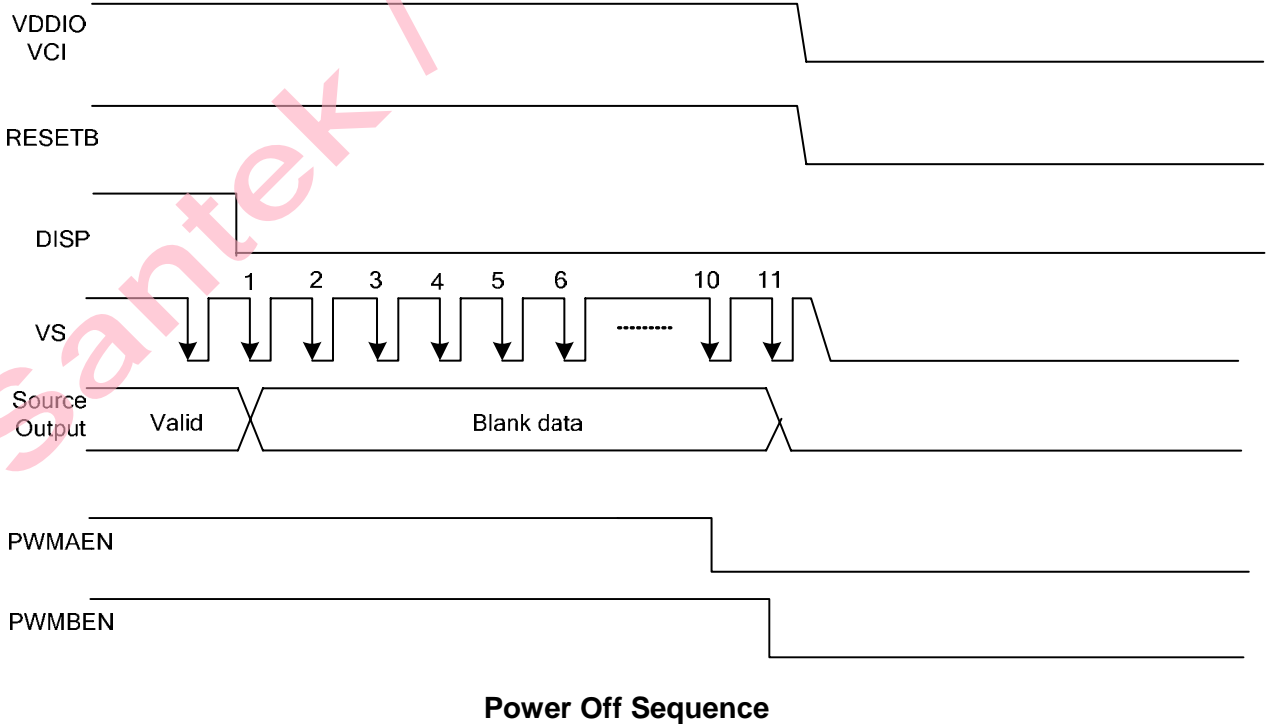 VDDIO
VCI
RESETB
DISP
1 2 3 4 5 6 10 11
VS
Source
Output
Valid
Blank data
PWMAEN
PWMBEN
Power Off Sequence
Santek /